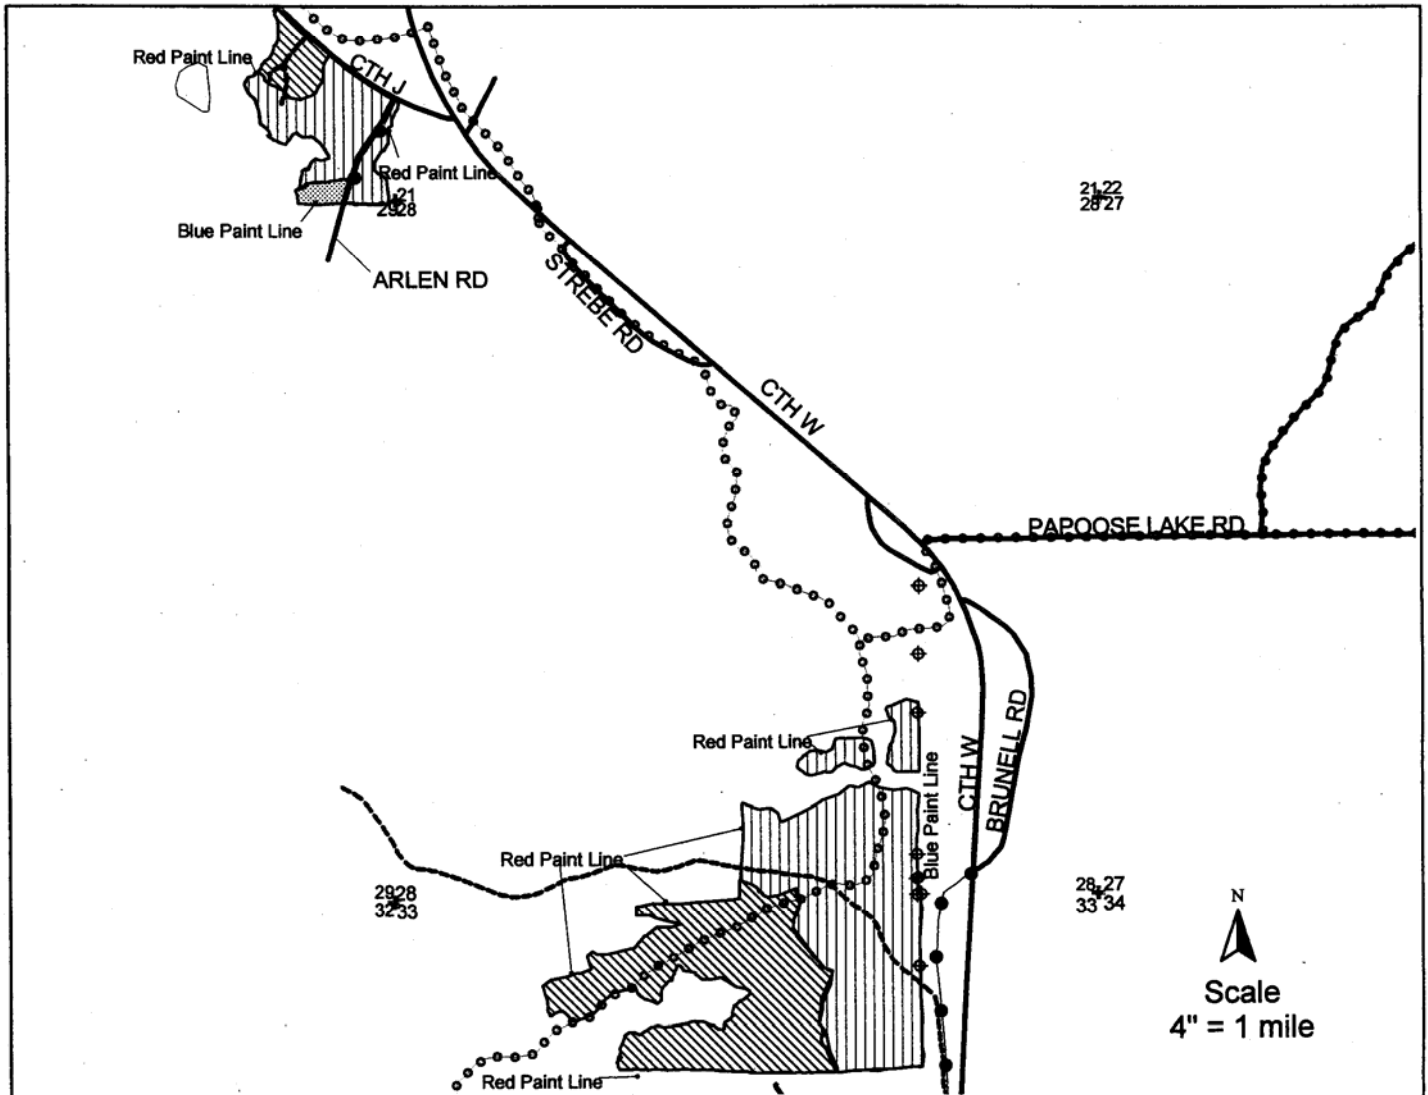 Red Paint Line
CTH J
Red Paint Line
21
29 28
Blue Paint Line
ARLEN RD
STREBE RD
21 22
28 27
CTH W
PAPOOSE LAKE RD
Red Paint Line
Blue Paint Line
CTH W
BRUNELL RD
Red Paint Line
29 28
32 33
28 27
33 34
N
Scale
4" = 1 mile
Red Paint Line